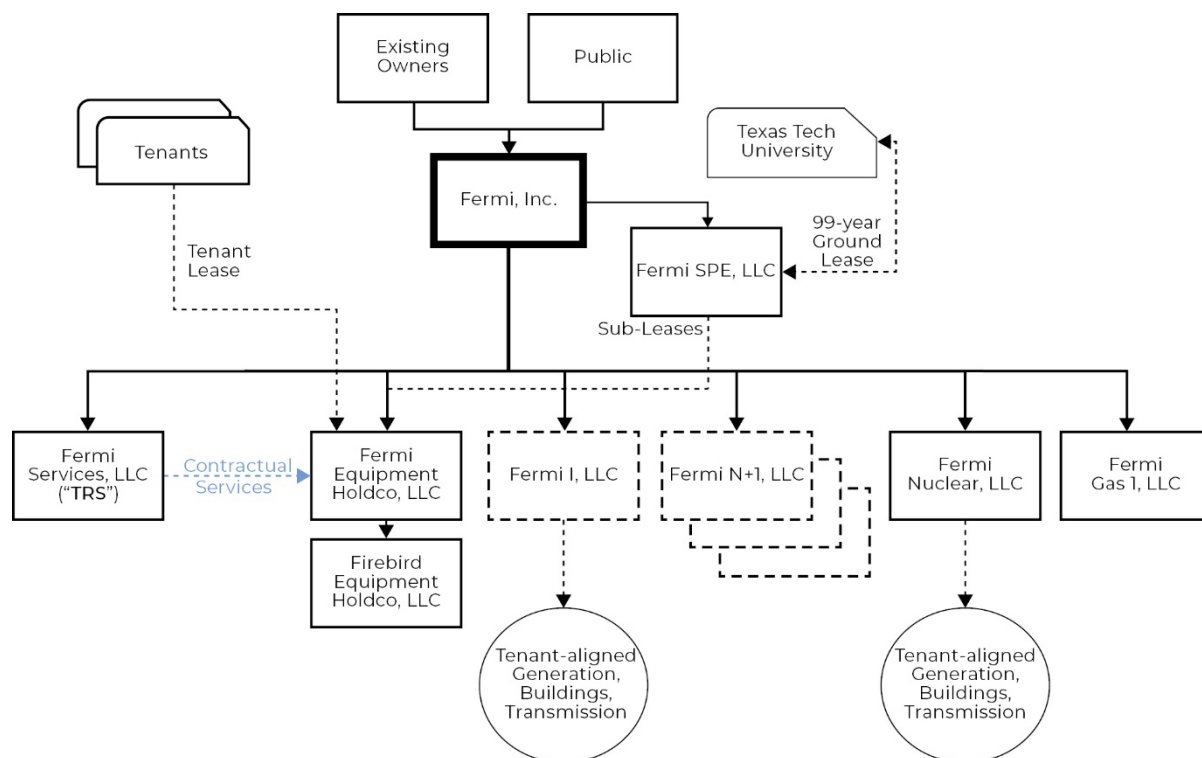 Existing
Owners
Public
Tenants
Texas Tech
University
Fermi, Inc.
99-year
Ground
Lease
Tenant
Lease
Fermi SPE, LLC
Sub-Leases
Fermi
Services, LLC
(“TRS”)
Contractual
Services
Fermi
Equipment
Holdco, LLC
Fermi I, LLC
Fermi N+1, LLC
Fermi
Nuclear, LLC
Fermi
Gas 1, LLC
Firebird
Equipment
Holdco, LLC
Tenant-aligned
Generation,
Buildings,
Transmission
Tenant-aligned
Generation,
Buildings,
Transmission